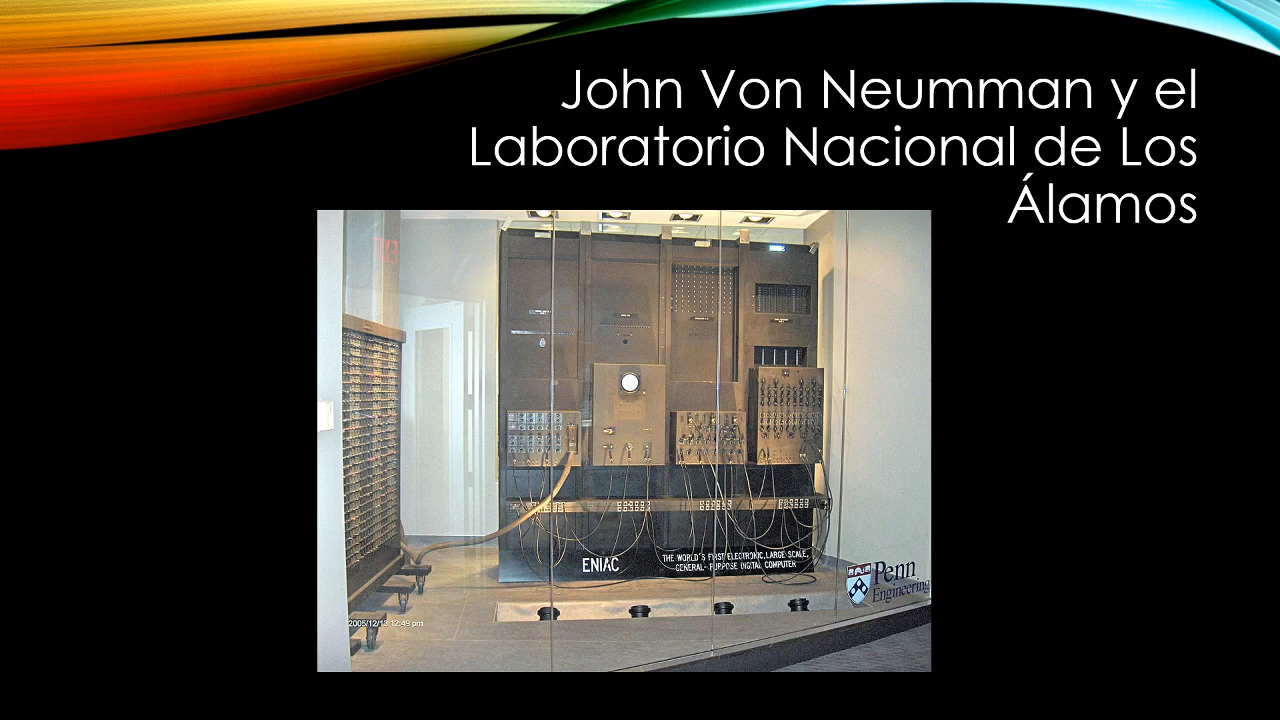 John Von Neumman y el
Laboratorio Nacional de Los
Álamos
ENIAC
THE WORLD'S FIRST ELECTRONIC, LARGE SCALE,
GENERAL-PURPOSE DIGITAL COMPUTER
Penn
Engineering
2005/12/13 12:49 pm